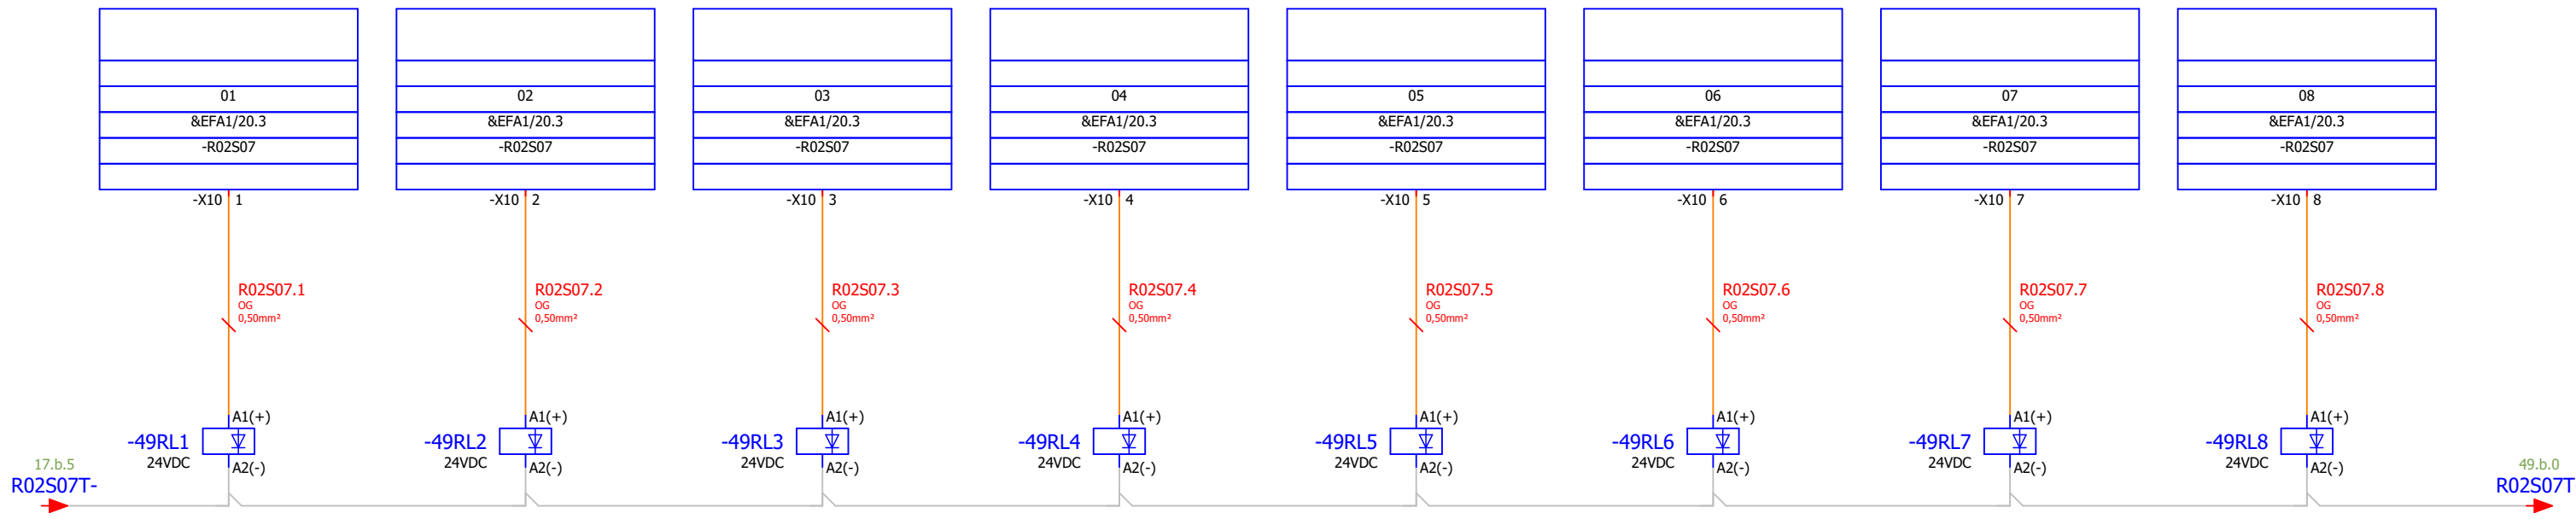 01 02 03 04 05 06 07 08
&EFA1/20.3 &EFA1/20.3 &EFA1/20.3 &EFA1/20.3 &EFA1/20.3 &EFA1/20.3 &EFA1/20.3 &EFA1/20.3
-R02S07 -R02S07 -R02S07 -R02S07 -R02S07 -R02S07 -R02S07 -R02S07
-X10 1 -X10 2 -X10 3 -X10 4 -X10 5 -X10 6 -X10 7 -X10 8
R02S07.1 R02S07.2 R02S07.3 R02S07.4 R02S07.5 R02S07.6 R02S07.7 R02S07.8
OG OG OG OG OG OG OG OG
0,50mm² 0,50mm² 0,50mm² 0,50mm² 0,50mm² 0,50mm² 0,50mm² 0,50mm²
A1(+) A1(+) A1(+) A1(+) A1(+) A1(+) A1(+) A1(+)
-49RL1 -49RL2 -49RL3 -49RL4 -49RL5 -49RL6 -49RL7 -49RL8
17.b.5 24VDC 24VDC 24VDC 24VDC 24VDC 24VDC 24VDC 24VDC 49.b.0
A2(-) A2(-) A2(-) A2(-) A2(-) A2(-) A2(-) A2(-)
R02S07T- R02S07T